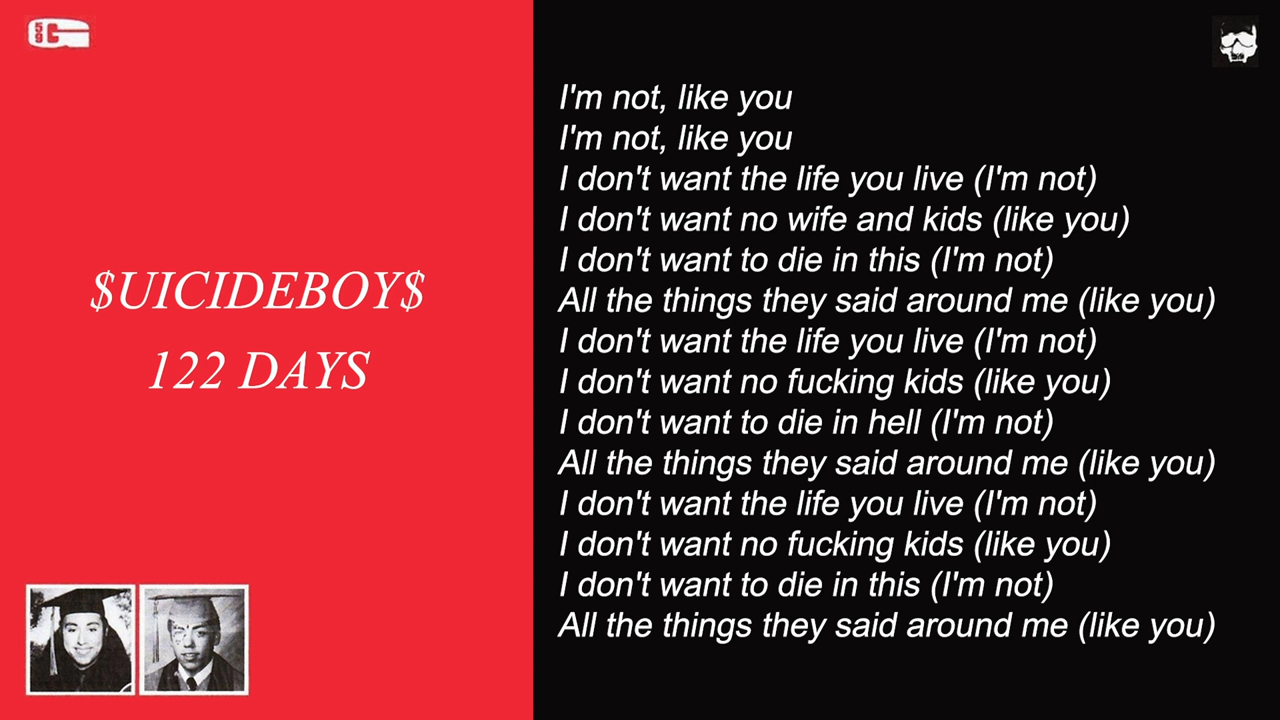 G
59
$UICIDEBOY$
122 DAYS
I'm not, like you
I'm not, like you
I don't want the life you live (I'm not)
I don't want no wife and kids (like you)
I don't want to die in this (I'm not)
All the things they said around me (like you)
I don't want the life you live (I'm not)
I don't want no fucking kids (like you)
I don't want to die in hell (I'm not)
All the things they said around me (like you)
I don't want the life you live (I'm not)
I don't want no fucking kids (like you)
I don't want to die in this (I'm not)
All the things they said around me (like you)